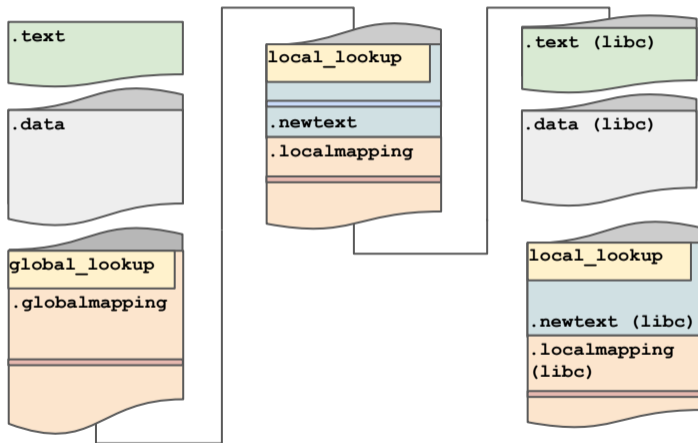 .text
.data
global_lookup
.globalmapping
local_lookup
.newtext
.localmapping
.text (libc)
.data (libc)
local_lookup
.newtext (libc)
.localmapping
(libc)